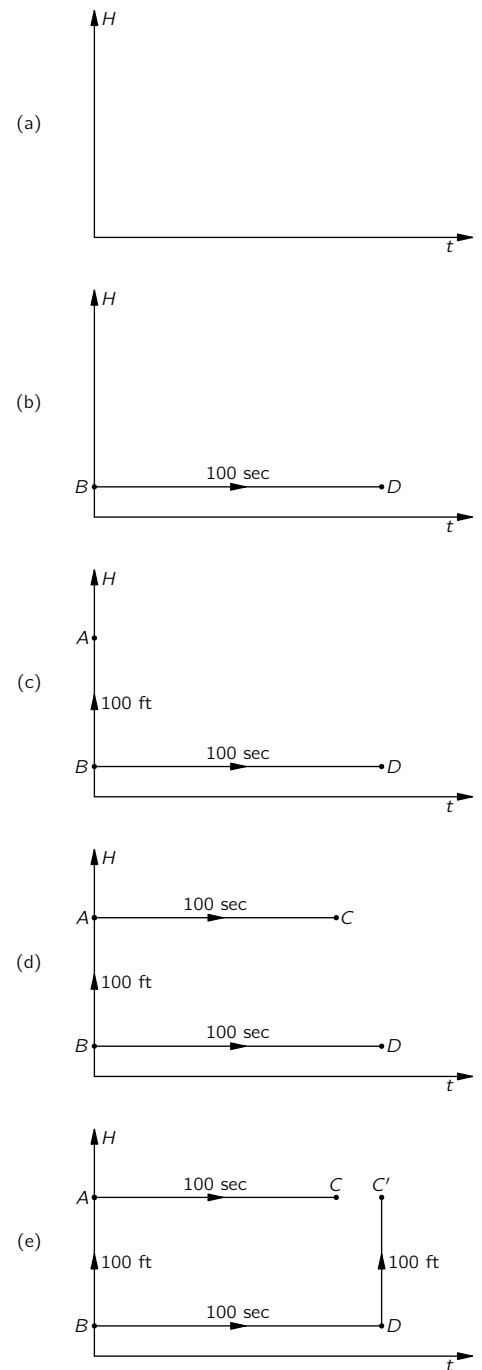 H
(a)
t
H
(b)
100 sec
B D
t
H
A
(c)
100 ft
100 sec
B D
t
H
100 sec
A C
(d)
100 ft
100 sec
B D
t
H
100 sec C C′
A
(e)
100 ft 100 ft
100 sec
B D
t